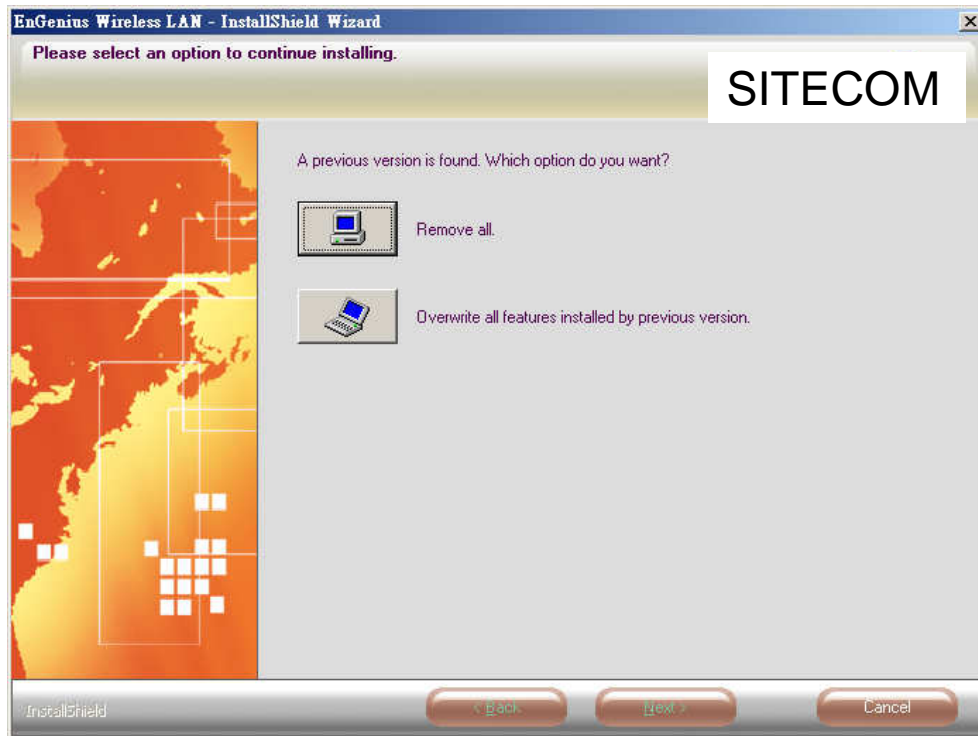 EnGenius Wireless LAN - InstallShield Wizard
Please select an option to continue installing.
SITECOM
A previous version is found. Which option do you want?
Remove all.
Overwrite all features installed by previous version.
InstallShield
< Back
Next >
Cancel